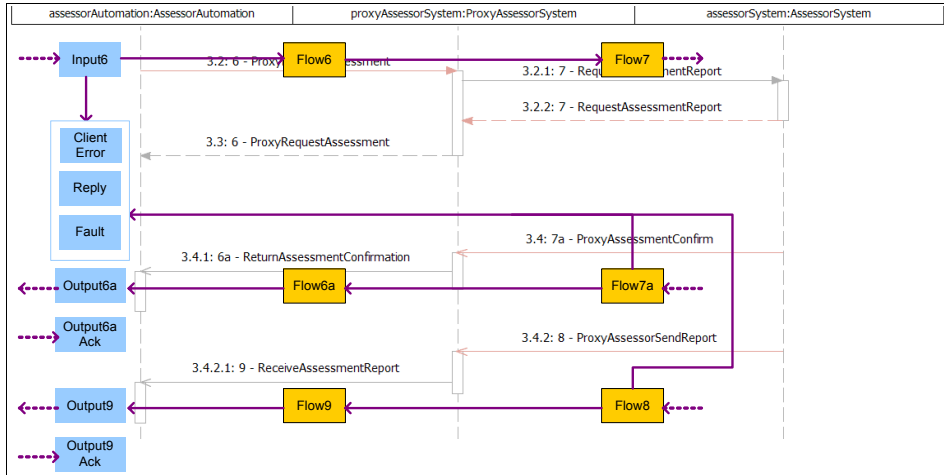 assessorAutomation:AssessorAutomation
proxyAssessorSystem:ProxyAssessorSystem
assessorSystem:AssessorSystem
Input6
3.2: 6 - Proxy
Flow6
Flow7
3.2.1: 7 - Requ
mentReport
3.2.2: 7 - RequestAssessmentReport
Client
Error
3.3: 6 - ProxyRequestAssessment
Reply
Fault
3.4: 7a - ProxyAssessmentConfirm
3.4.1: 6a - ReturnAssessmentConfirmation
Output6a
Flow6a
Flow7a
Output6a
Ack
3.4.2: 8 - ProxyAssessorSendReport
3.4.2.1: 9 - ReceiveAssessmentReport
Output9
Flow9
Flow8
Output9
Ack